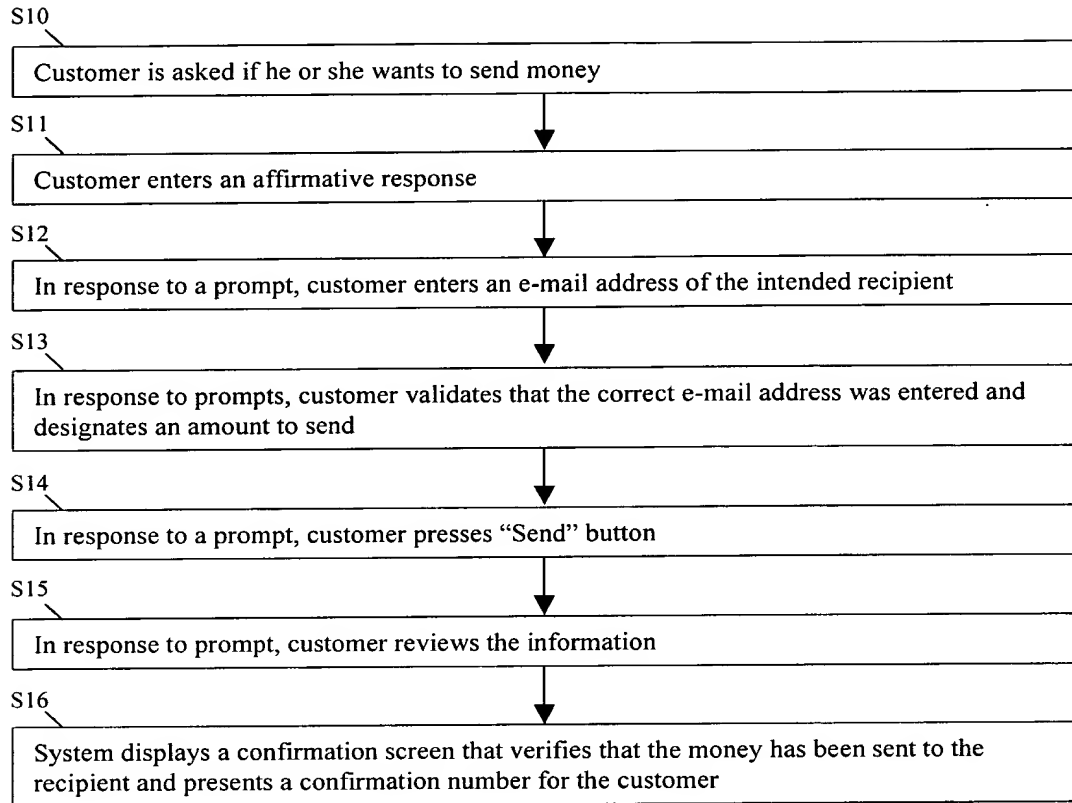 S10
Customer is asked if he or she wants to send money
S11
Customer enters an affirmative response
S12
In response to a prompt, customer enters an e-mail address of the intended recipient
S13
In response to prompts, customer validates that the correct e-mail address was entered and
designates an amount to send
S14
In response to a prompt, customer presses “Send” button
S15
In response to prompt, customer reviews the information
S16
System displays a confirmation screen that verifies that the money has been sent to the
recipient and presents a confirmation number for the customer